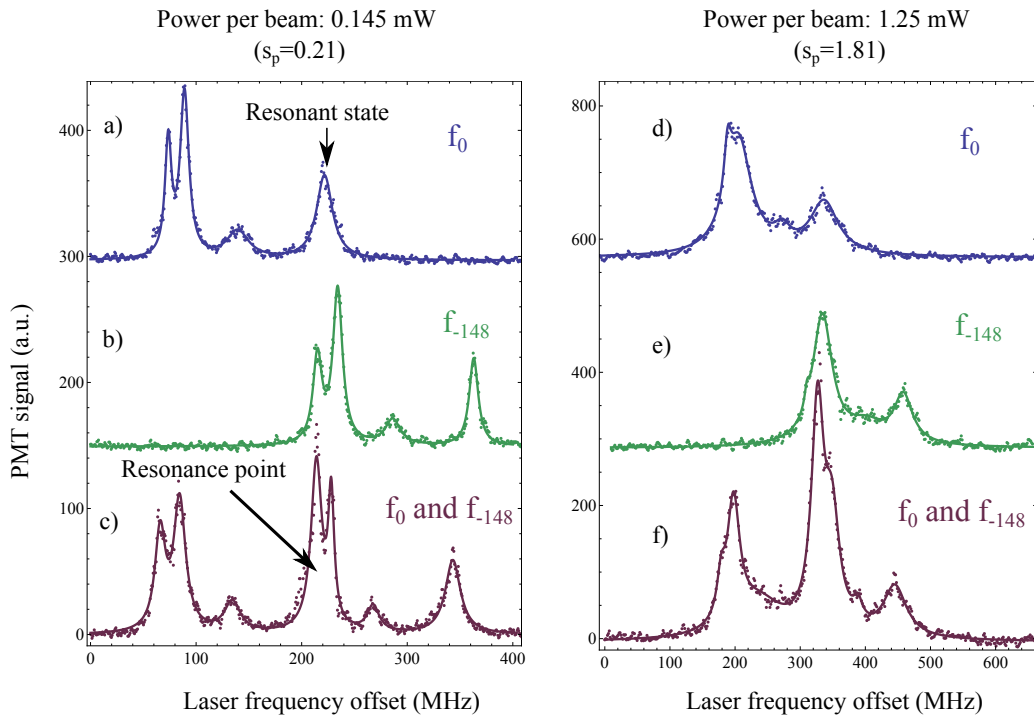 Power per beam: 0.145 mW
(sₚ=0.21)
Power per beam: 1.25 mW
(sₚ=1.81)
PMT signal (a.u.)
400
300
200
100
0
a)
Resonant state
f₀
b)
f₋₁₄₈
Resonance point
c)
f₀ and f₋₁₄₈
0
100
200
300
400
Laser frequency offset (MHz)
800
600
400
200
0
d)
f₀
e)
f₋₁₄₈
f₀ and f₋₁₄₈
f)
0
100
200
300
400
500
600
Laser frequency offset (MHz)